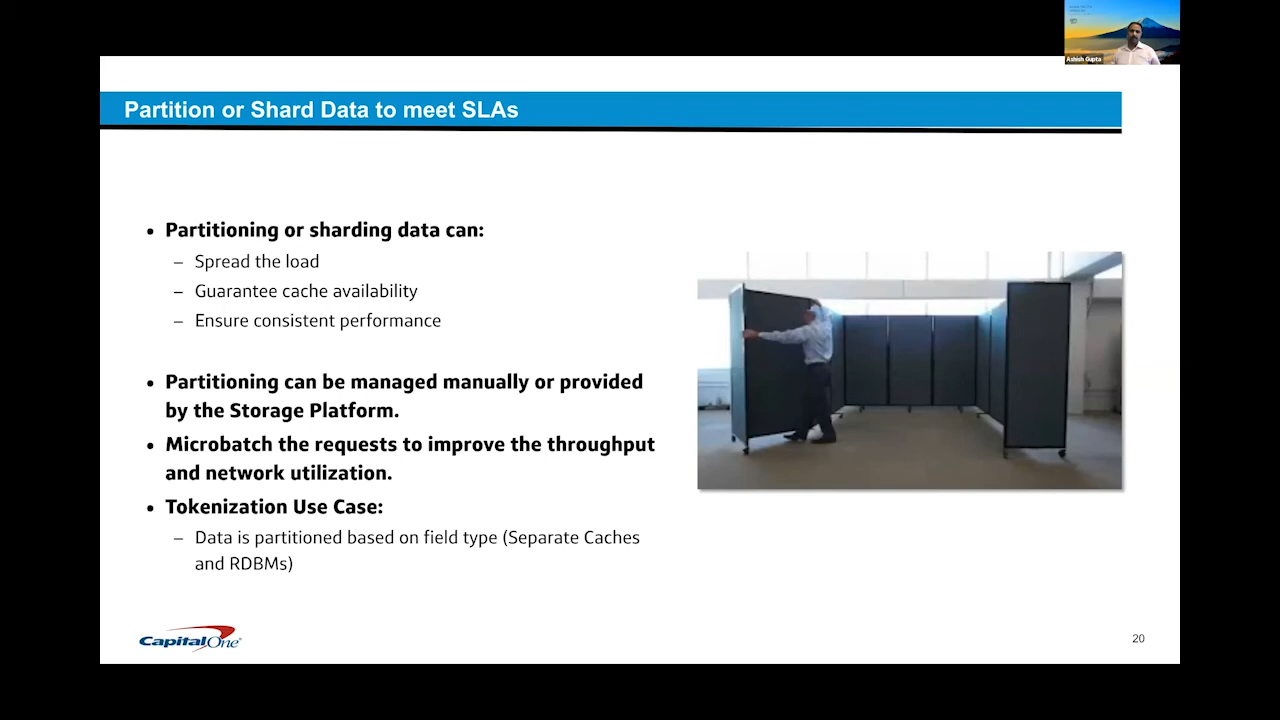 Ashish Gupta
Partition or Shard Data to meet SLAs
• Partitioning or sharding data can:
– Spread the load
– Guarantee cache availability
– Ensure consistent performance
• Partitioning can be managed manually or provided
by the Storage Platform.
• Microbatch the requests to improve the throughput
and network utilization.
• Tokenization Use Case:
– Data is partitioned based on field type (Separate Caches
and RDBMs)
Capital One
20